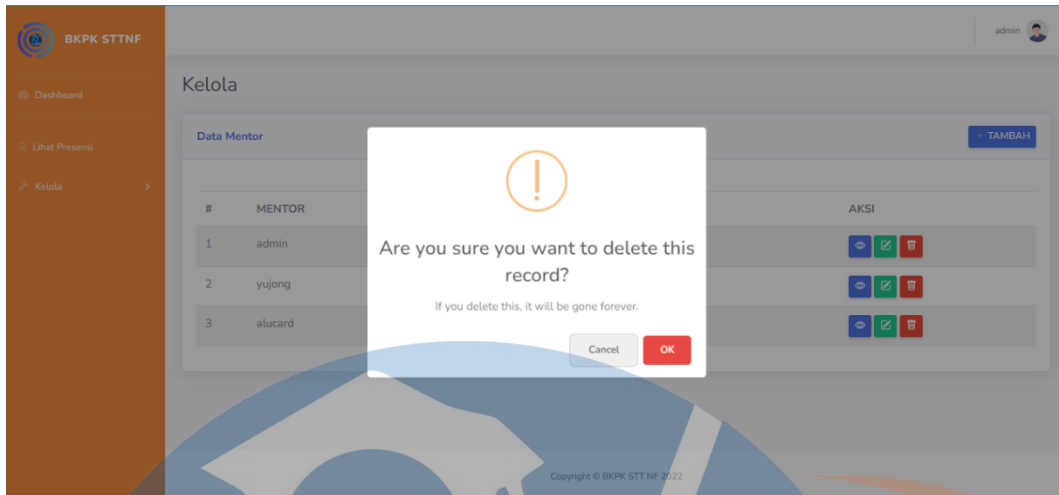 BKPK STTNF
admin
Dashboard
Kelola
Data Mentor
+ TAMBAH
Lihat Presensi
Kelola
# MENTOR AKSI
1 admin
2 yujong
3 alucard
Are you sure you want to delete this
record?
If you delete this, it will be gone forever.
Cancel OK
Copyright © BKPK STT NF 2022